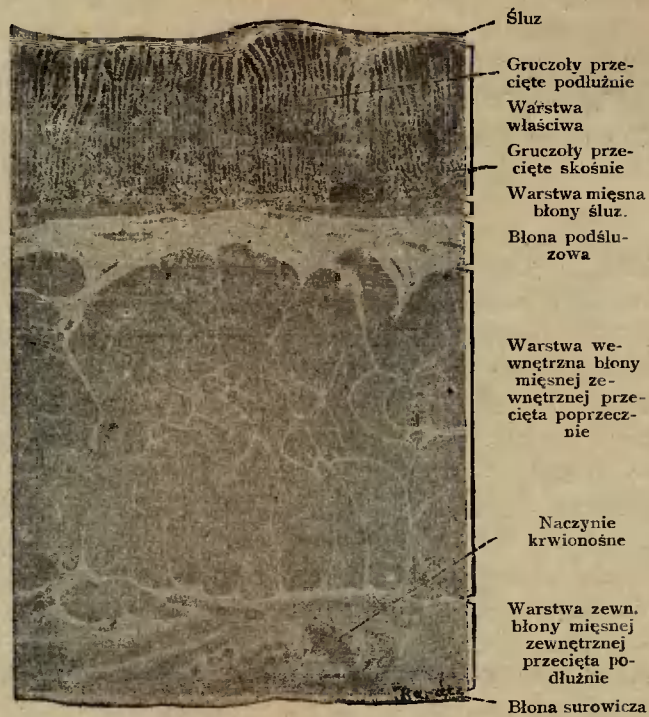 Śluz
Gruczoły prze-
cięte podłużnie
Warstwa
właściwa
Gruczoły prze-
cięte skośnie
Warstwa mięsna
błony śluz.
Błona podślu-
zowa
Warstwa we-
wnętrzna błony
mięsnej ze-
wnętrznej prze-
cięta poprzecz-
nie
Naczynie
krwionośne
Warstwa zewn.
błony mięsnej
zewnętrznej
przecięta po-
dłużnie
Błona surowicza